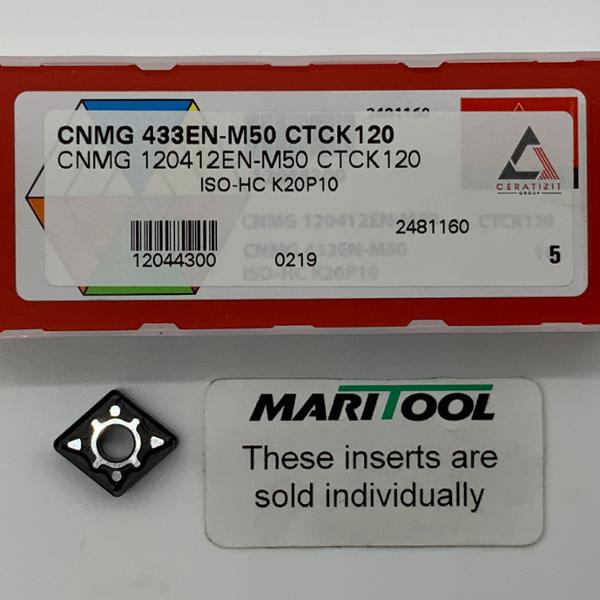 2481160
CNMG 433EN-M50 CTCK120
CNMG 120412EN-M50 CTCK120
ISO-HC K20P10
CERATIZIT
GROUP
CNMG 120412EN-M50 CTCK120
CNMG 433EN-M50
ISO-HC K20P10
2481160
12044300
0219
5
MARITOOL
These inserts are
sold individually